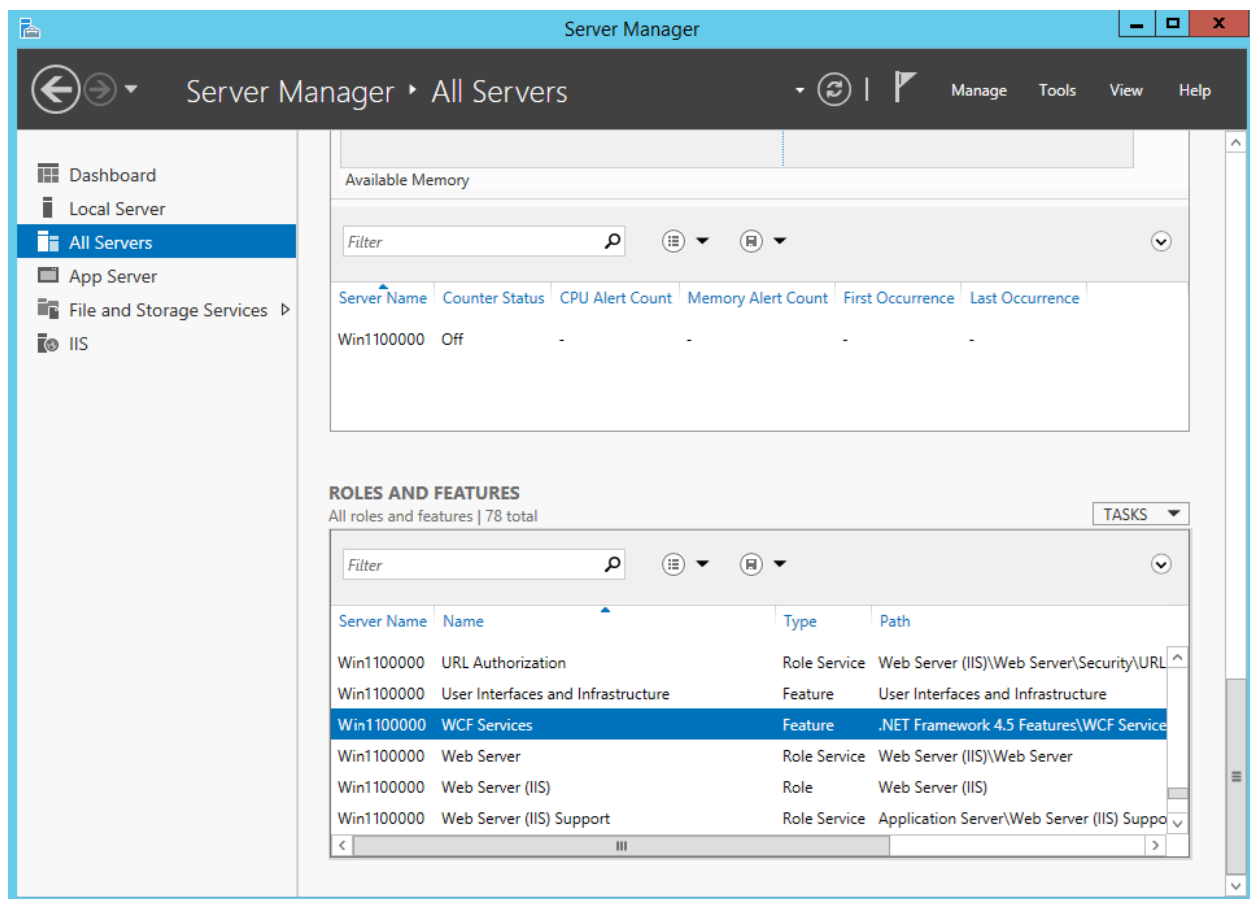 Server Manager
Server Manager ‣ All Servers
Manage Tools View Help
Dashboard
Local Server
All Servers
App Server
File and Storage Services
IIS
Available Memory
Filter
Server Name Counter Status CPU Alert Count Memory Alert Count First Occurrence Last Occurrence
Win1100000 Off - - - -
ROLES AND FEATURES
All roles and features | 78 total
TASKS
Filter
Server Name Name Type Path
Win1100000 URL Authorization Role Service Web Server (IIS)\Web Server\Security\URL
Win1100000 User Interfaces and Infrastructure Feature User Interfaces and Infrastructure
Win1100000 WCF Services Feature .NET Framework 4.5 Features\WCF Service
Win1100000 Web Server Role Service Web Server (IIS)\Web Server
Win1100000 Web Server (IIS) Role Web Server (IIS)
Win1100000 Web Server (IIS) Support Role Service Application Server\Web Server (IIS) Suppo